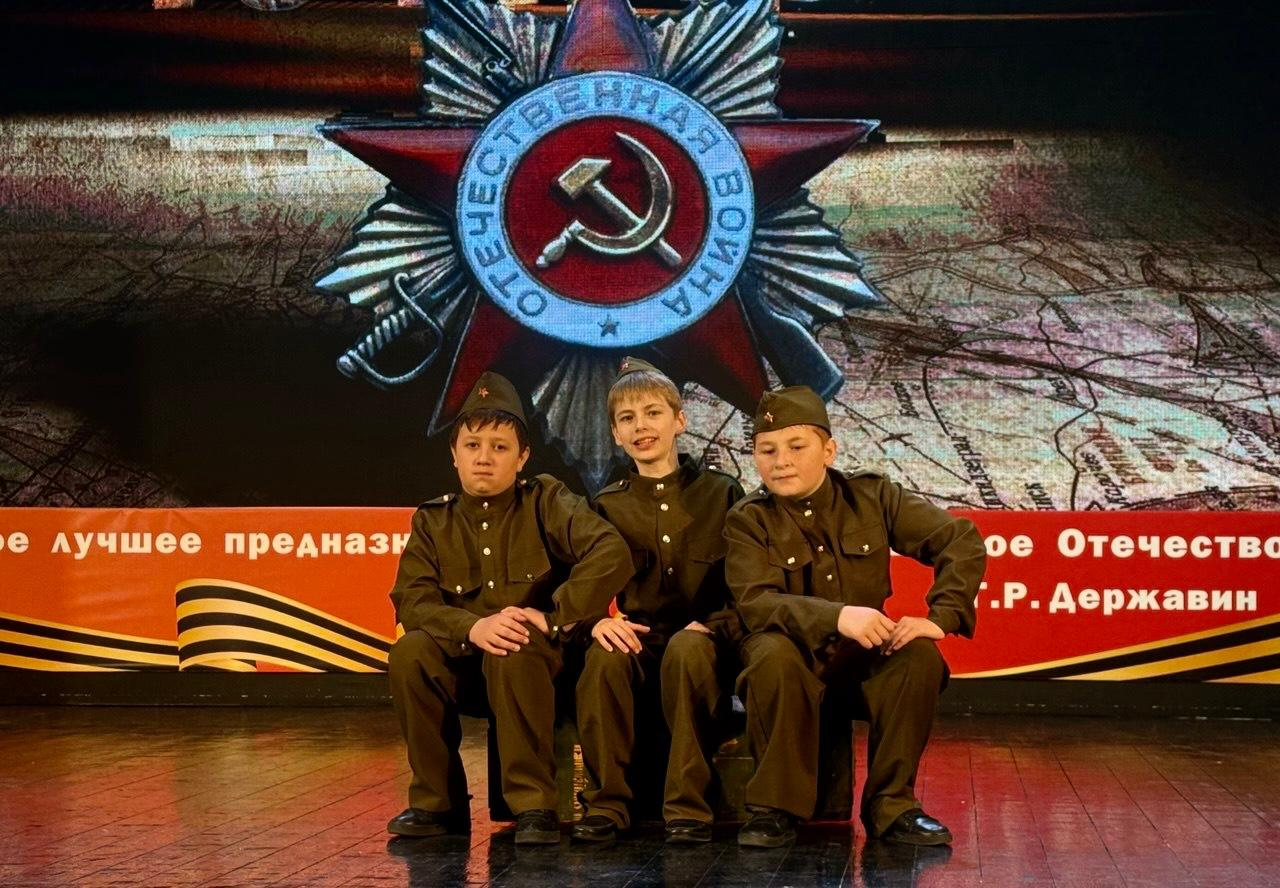 ОТЕЧЕСТВЕННАЯ ВОЙНА
ое лучшее предназн
ое Отечество
Г.Р. Державин